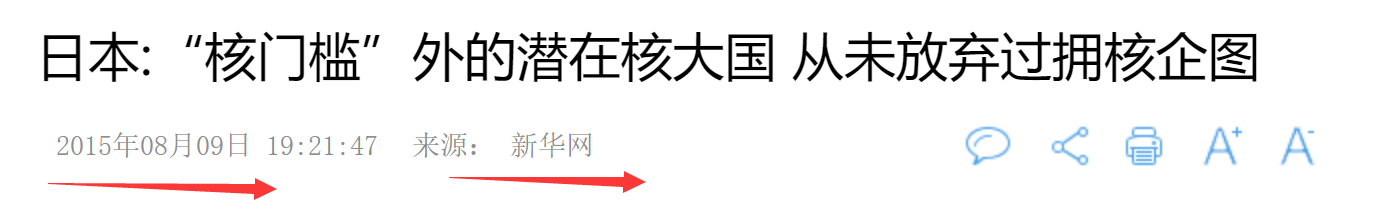 日本:“核门槛”外的潜在核大国 从未放弃过拥核企图
2015年08月09日 19:21:47 来源： 新华网 A+ A-